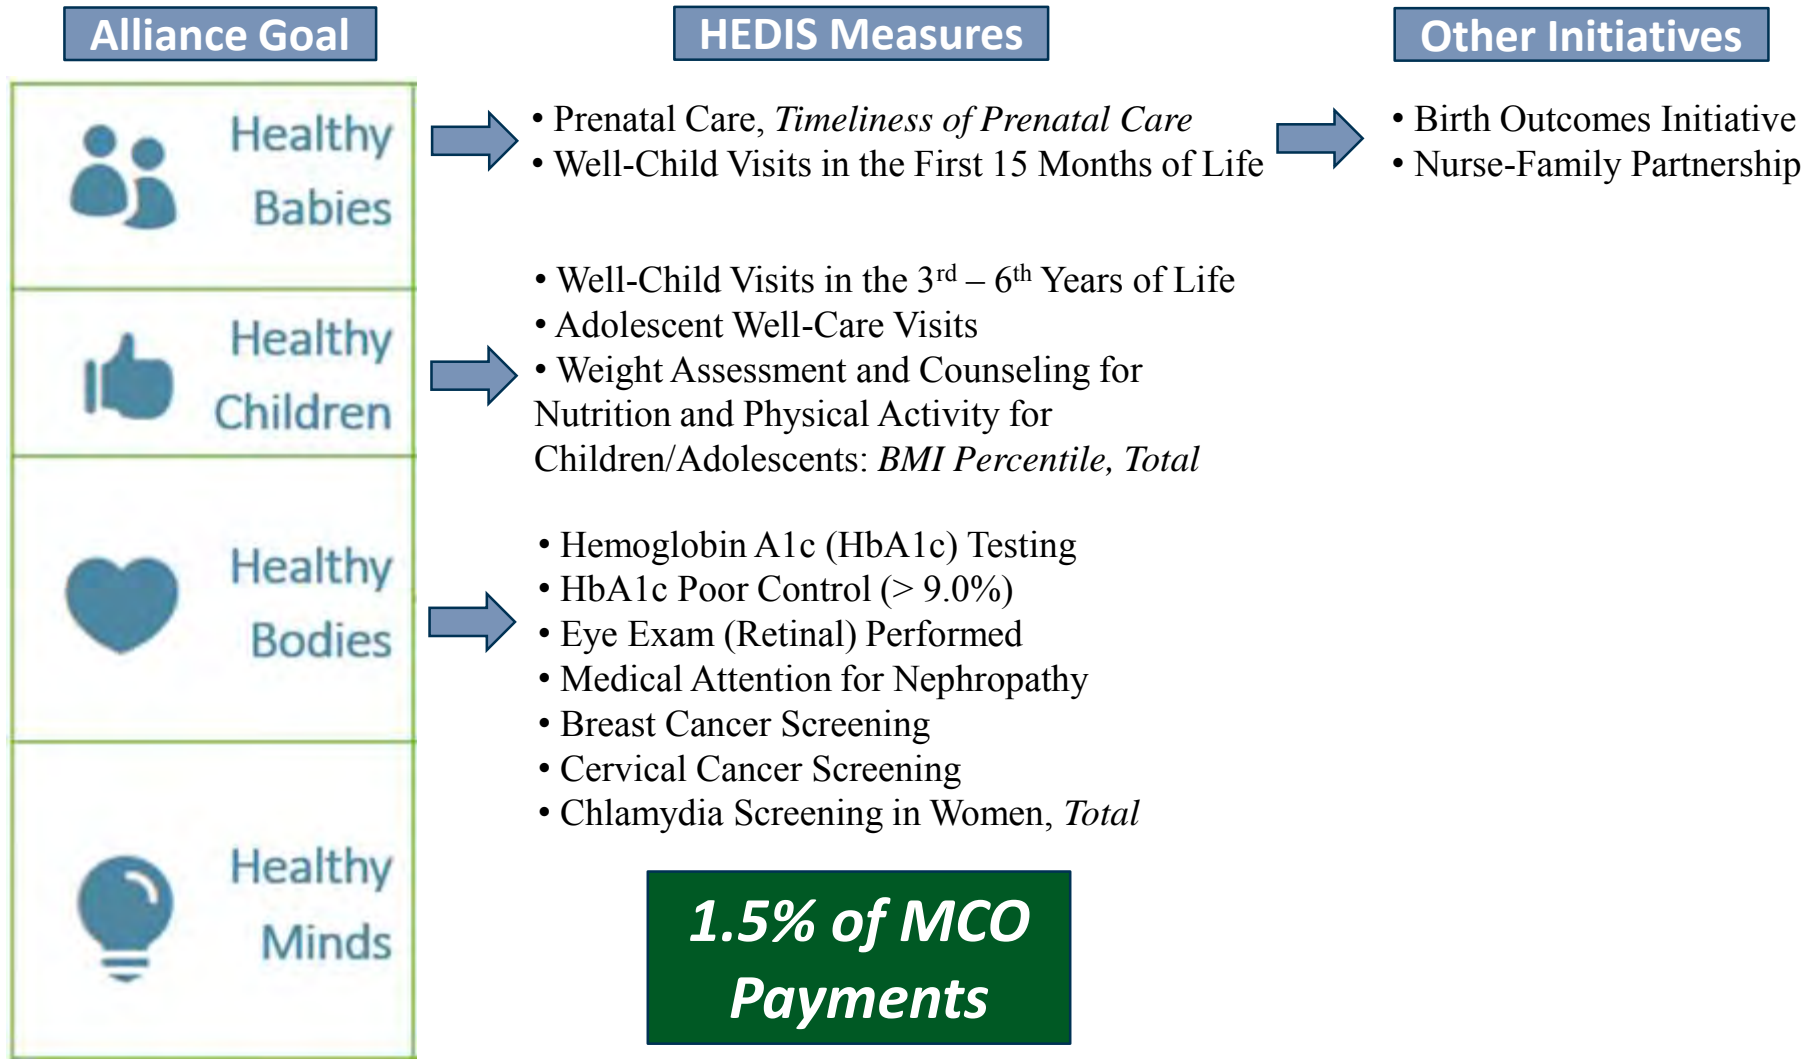 Alliance Goal
HEDIS Measures
Other Initiatives
Healthy
Babies
• Prenatal Care, Timeliness of Prenatal Care
• Well-Child Visits in the First 15 Months of Life
• Birth Outcomes Initiative
• Nurse-Family Partnership
Healthy
Children
• Well-Child Visits in the 3rd – 6th Years of Life
• Adolescent Well-Care Visits
• Weight Assessment and Counseling for
Nutrition and Physical Activity for
Children/Adolescents: BMI Percentile, Total
Healthy
Bodies
• Hemoglobin A1c (HbA1c) Testing
• HbA1c Poor Control (> 9.0%)
• Eye Exam (Retinal) Performed
• Medical Attention for Nephropathy
• Breast Cancer Screening
• Cervical Cancer Screening
• Chlamydia Screening in Women, Total
Healthy
Minds
1.5% of MCO
Payments